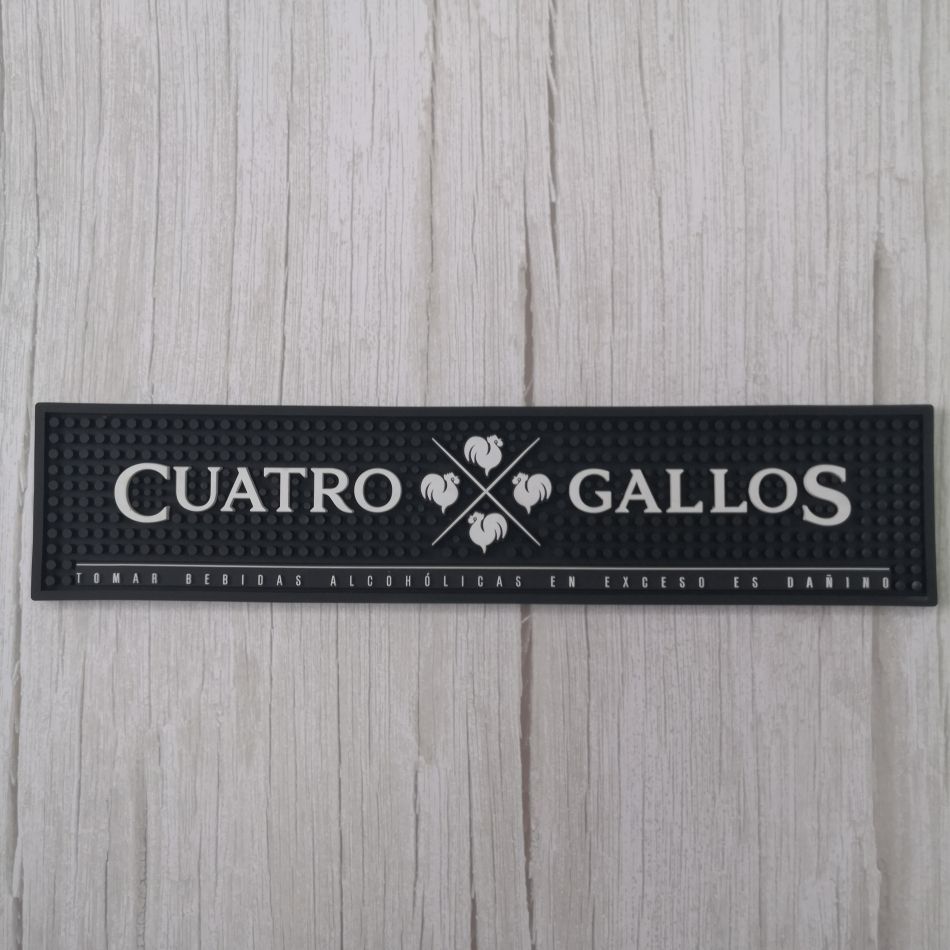 CUATRO GALLOS
TOMAR BEBIDAS ALCOHÓLICAS EN EXCESO ES DAÑINO